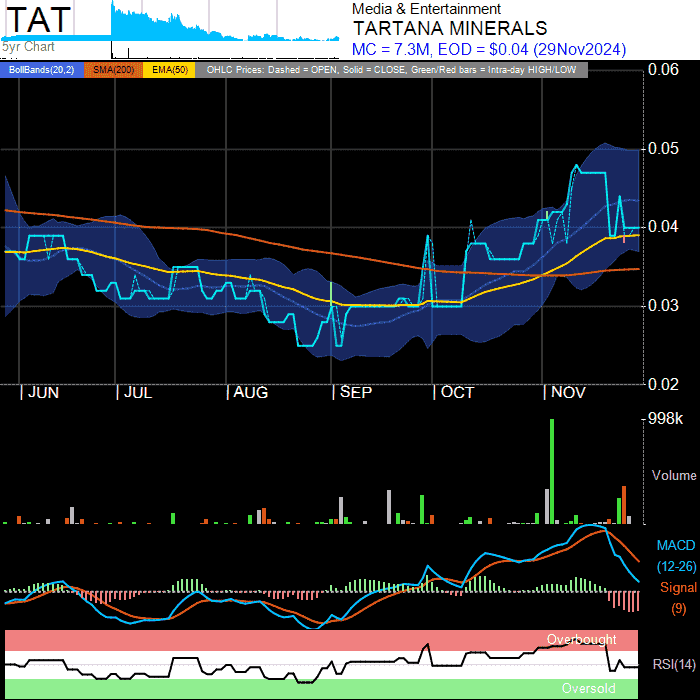 TAT
5yr Chart
Media & Entertainment
TARTANA MINERALS
MC = 7.3M, EOD = $0.04 (29Nov2024)
BollBands(20,2) SMA(200) EMA(50) OHLC Prices: Dashed = OPEN, Solid = CLOSE, Green/Red bars = Intra-day HIGH/LOW
0.06
0.05
0.04
0.03
0.02
| JUN | JUL | AUG | SEP | OCT | NOV
998k
Volume
MACD
(12-26)
Signal
(9)
Overbought
RSI(14)
Oversold